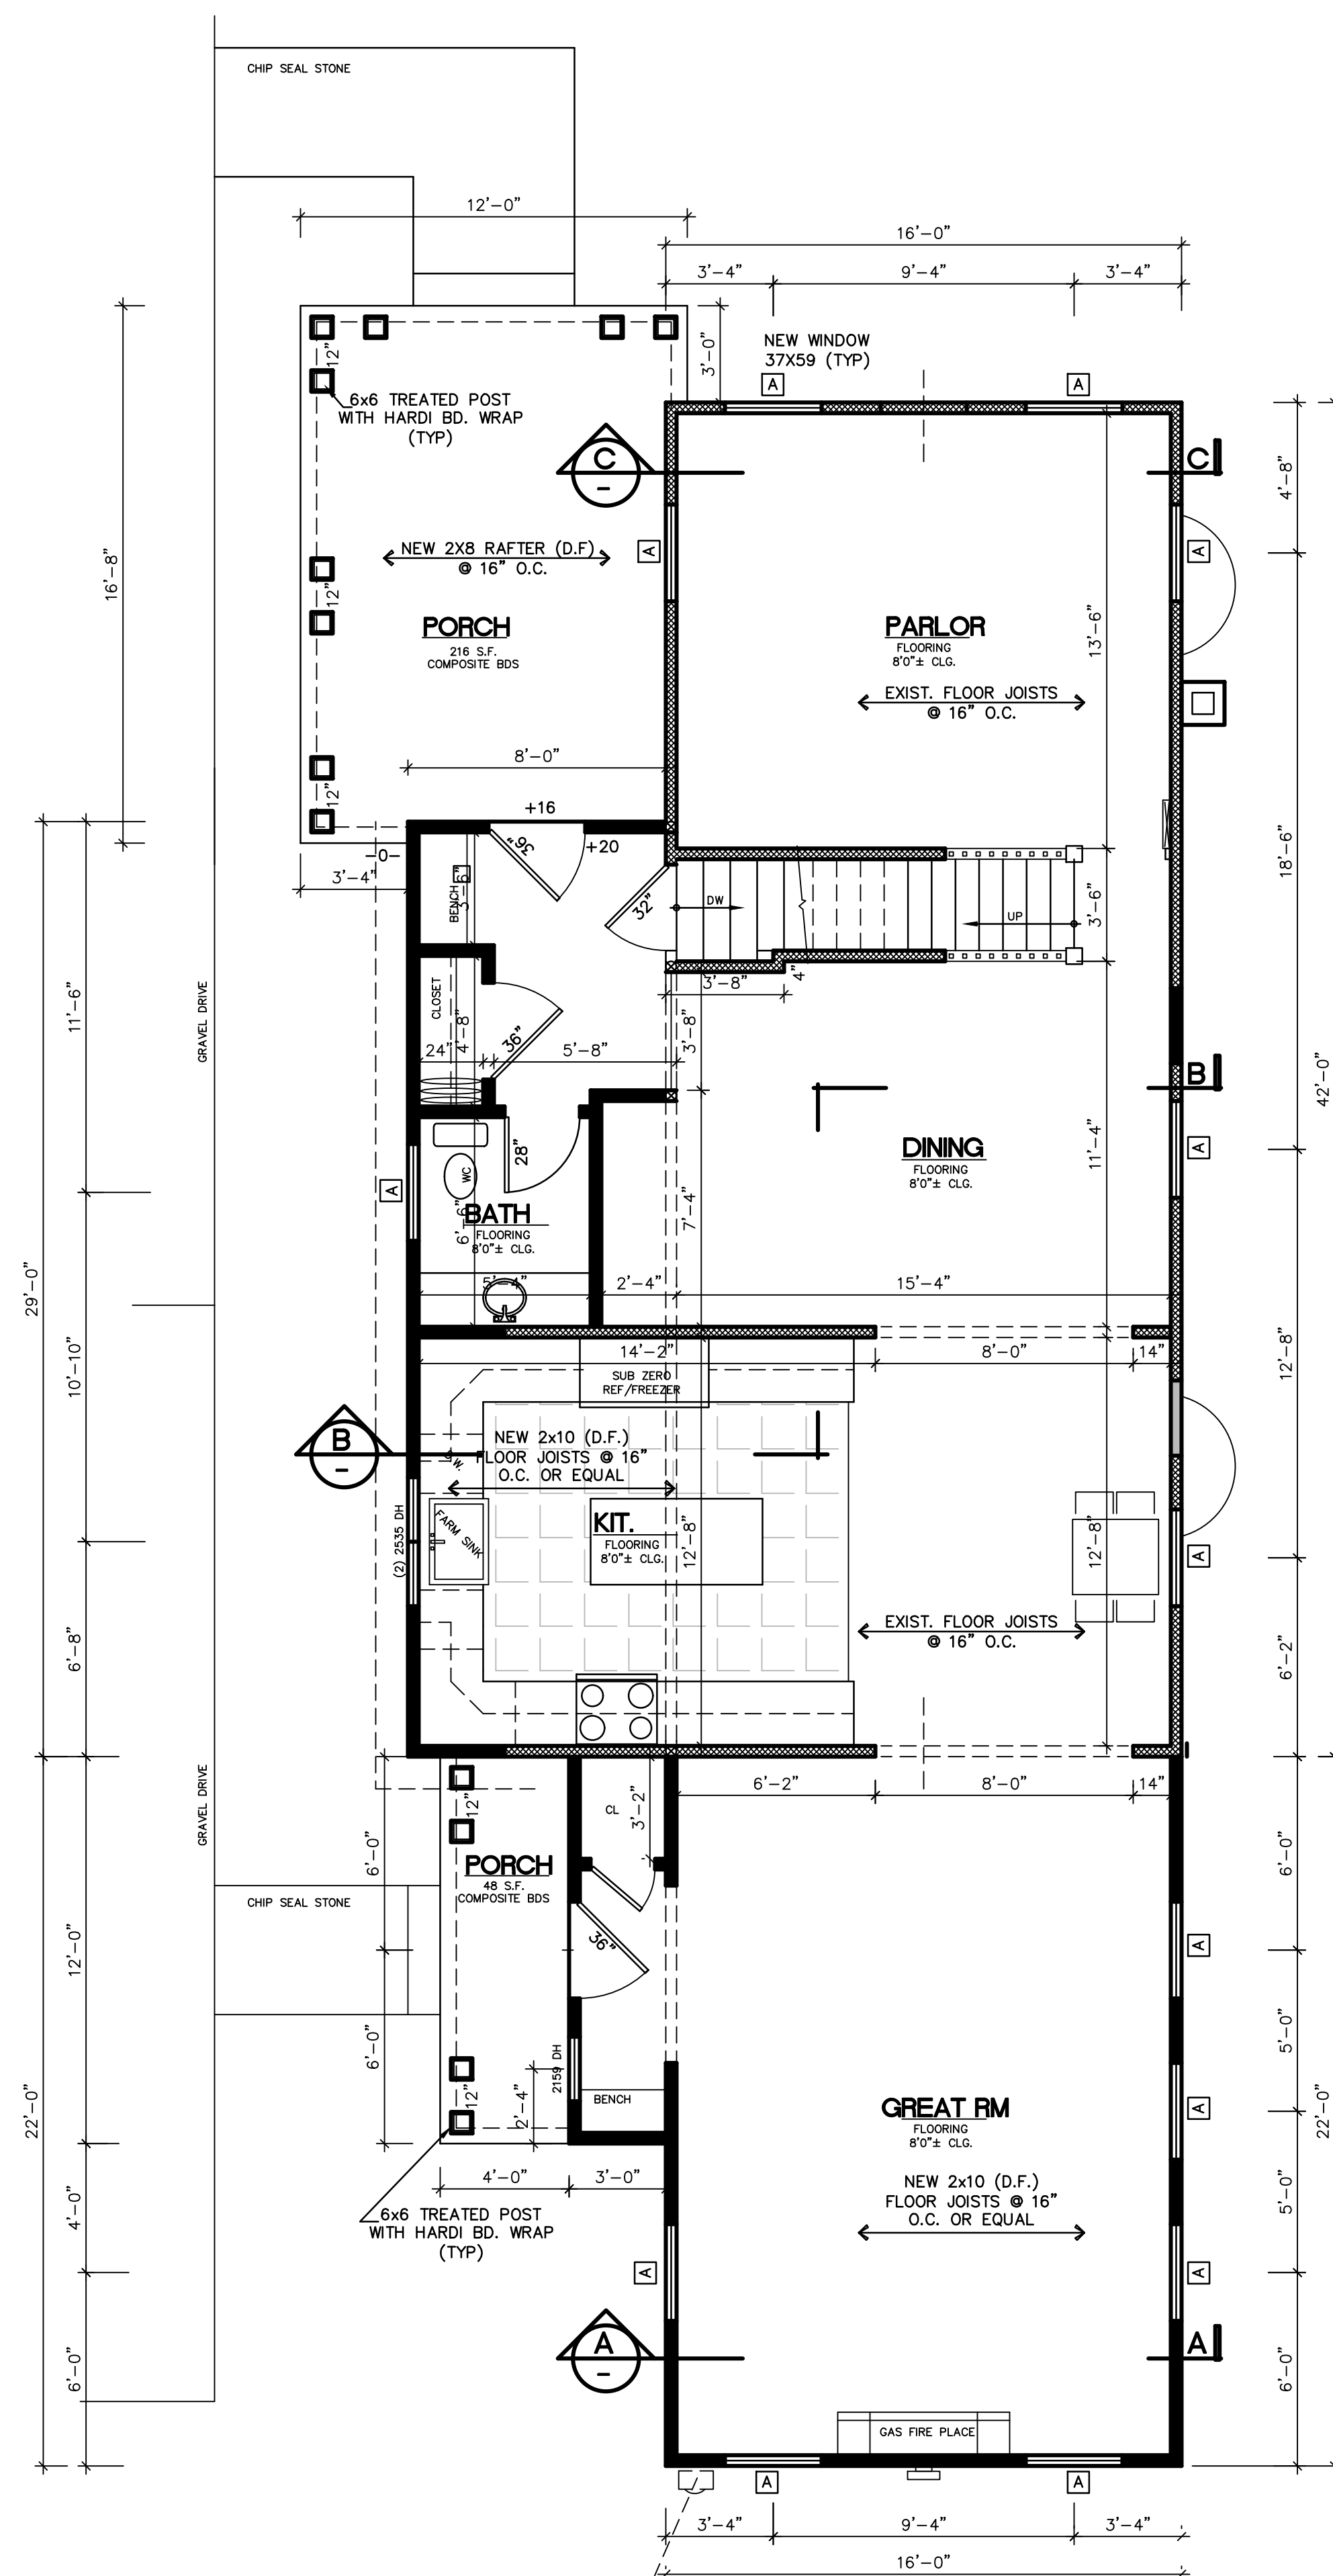 CHIP SEAL STONE
12'-0"
16'-0"
3'-4"
9'-4"
3'-4"
NEW WINDOW
37X59 (TYP)
3'-0"
A
A
12"
6x6 TREATED POST
WITH HARDI BD. WRAP
(TYP)
C
-
C
4'-8"
16'-8"
NEW 2X8 RAFTER (D.F)
@ 16" O.C.
A
A
12"
PORCH
216 S.F.
COMPOSITE BDS
PARLOR
FLOORING
8'0"± CLG.
13'-6"
EXIST. FLOOR JOISTS
@ 16" O.C.
8'-0"
12"
+16
36"
+20
-0-
3'-4"
BENCH
3'-6"
32"
DW
UP
3'-6"
18'-6"
4"
3'-8"
CLOSET
24"
4'-8"
36"
5'-8"
3'-8"
GRAVEL DRIVE
11'-6"
B
42'-0"
28"
WC
A
BATH
FLOORING
8'0"± CLG.
6'-6"
DINING
FLOORING
8'0"± CLG.
11'-4"
A
7'-4"
5'-4"
2'-4"
15'-4"
29'-0"
14'-2"
8'-0"
14"
12'-8"
SUB ZERO
REF/FREEZER
10'-10"
B
-
NEW 2x10 (D.F.)
FLOOR JOISTS @ 16"
O.C. OR EQUAL
FARM SINK
(2) 2535 DH
KIT.
FLOORING
8'0"± CLG.
12'-8"
12'-8"
A
EXIST. FLOOR JOISTS
@ 16" O.C.
6'-8"
6'-2"
6'-2"
8'-0"
14"
GRAVEL DRIVE
12"
CL
3'-2"
6'-0"
6'-0"
PORCH
48 S.F.
COMPOSITE BDS
CHIP SEAL STONE
36"
A
12'-0"
6'-0"
5'-0"
2159 DH
12"
2'-4"
BENCH
22'-0"
GREAT RM
FLOORING
8'0"± CLG.
A
22'-0"
4'-0"
3'-0"
NEW 2x10 (D.F.)
FLOOR JOISTS @ 16"
O.C. OR EQUAL
4'-0"
5'-0"
6x6 TREATED POST
WITH HARDI BD. WRAP
(TYP)
A
A
A
-
A
6'-0"
6'-0"
GAS FIRE PLACE
A
A
3'-4"
9'-4"
3'-4"
16'-0"